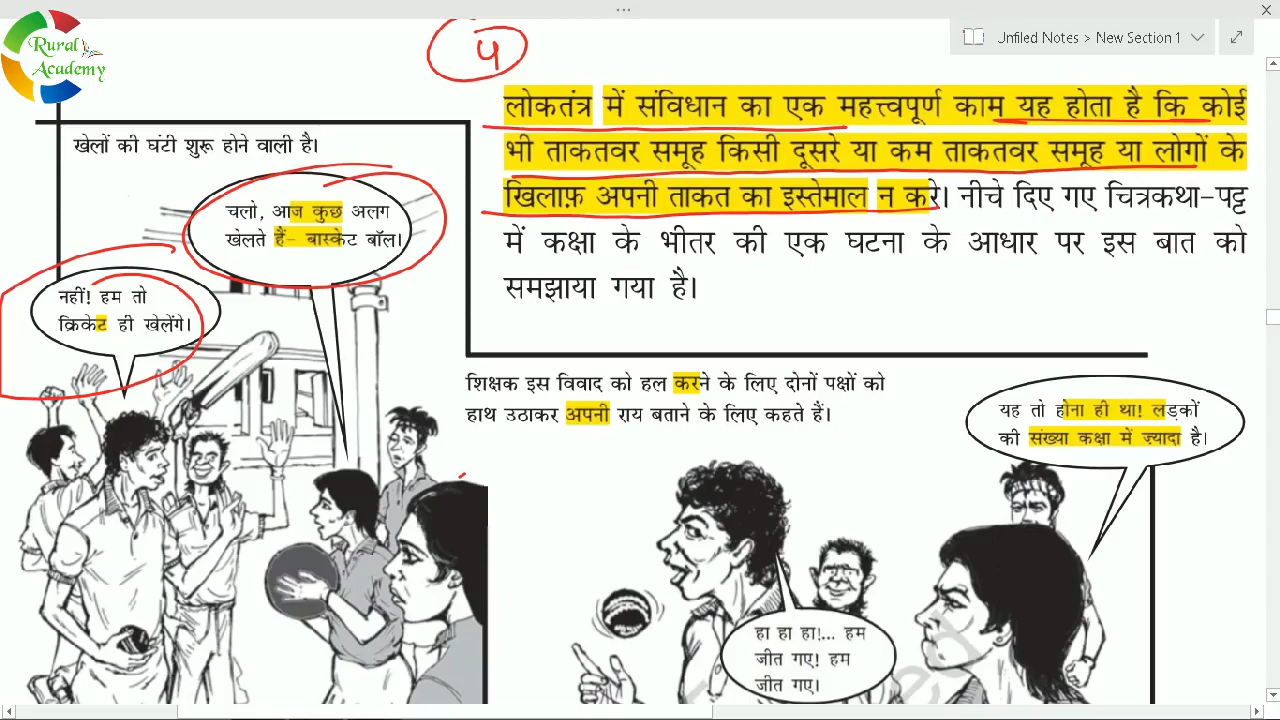 Rural
Academy
५
Unfiled Notes > New Section 1
लोकतंत्र में संविधान का एक महत्त्वपूर्ण काम यह होता है कि कोई
भी ताकतवर समूह किसी दूसरे या कम ताकतवर समूह या लोगों के
खिलाफ़ अपनी ताकत का इस्तेमाल न करे। नीचे दिए गए चित्रकथा-पट्ट
में कक्षा के भीतर की एक घटना के आधार पर इस बात को
समझाया गया है।
खेलों की घंटी शुरू होने वाली है।
चलो, आज कुछ अलग
खेलते हैं- बास्केट बॉल।
नहीं! हम तो
क्रिकेट ही खेलेंगे।
शिक्षक इस विवाद को हल करने के लिए दोनों पक्षों को
हाथ उठाकर अपनी राय बताने के लिए कहते हैं।
यह तो होना ही था! लड़कों
की संख्या कक्षा में ज़्यादा है।
हा हा हा!... हम
जीत गए! हम
जीत गए।